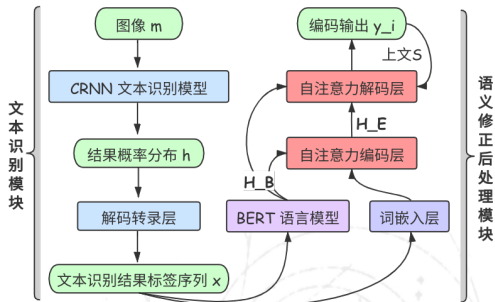 文本识别模块
图像 m
CRNN 文本识别模型
结果概率分布 h
解码转录层
文本识别结果标签序列 x
编码输出 y_i
上文S
自注意力解码层
H_E
自注意力编码层
H_B
BERT 语言模型
词嵌入层
语义修正后处理模块